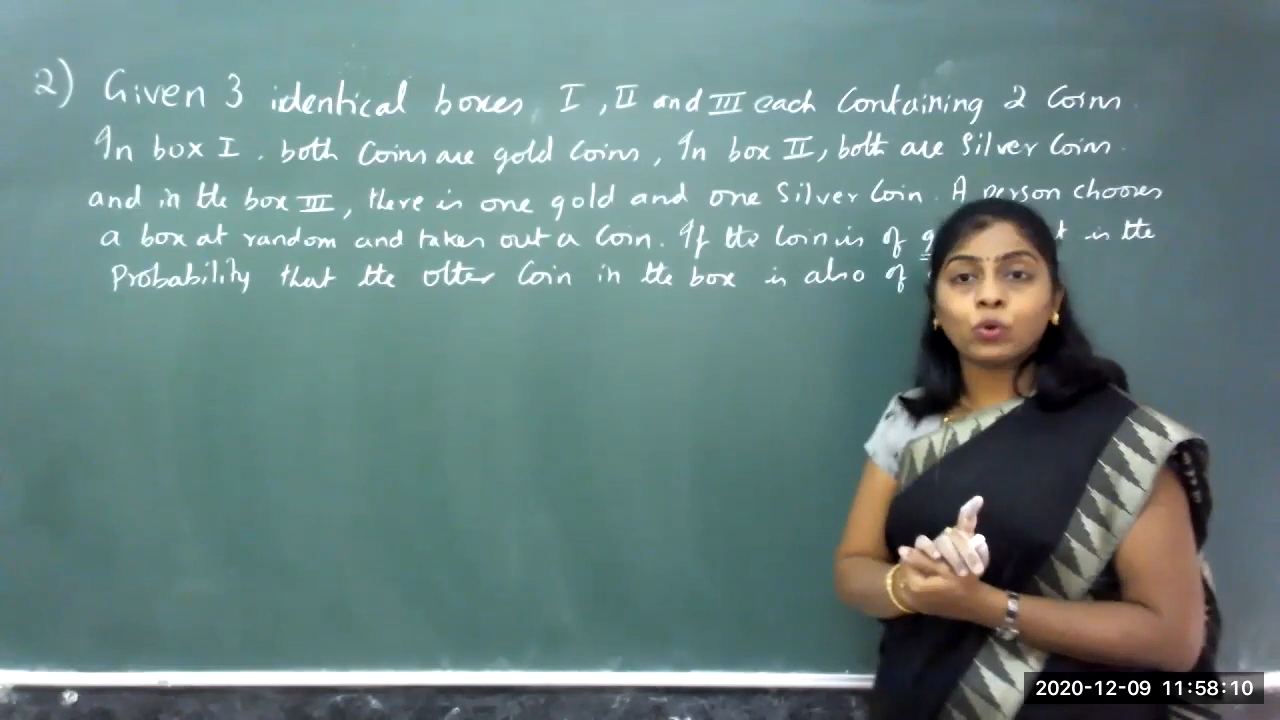 2) Given 3 identical boxes, I, II and III each Containing 2 Coins.
In box I, both Coins are gold Coins, In box II, both are Silver Coins.
and in the box III, there is one gold and one Silver Coin. A person chooses
a box at random and takes out a Coin. If the Coin is of is the
Probability that the other Coin in the box is also of
2020-12-09 11:58:10